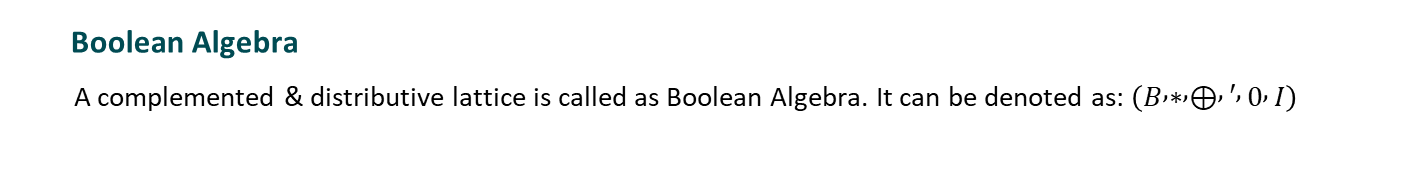 Boolean Algebra
A complemented & distributive lattice is called as Boolean Algebra. It can be denoted as: (B,*,⊕, ′, 0, I)